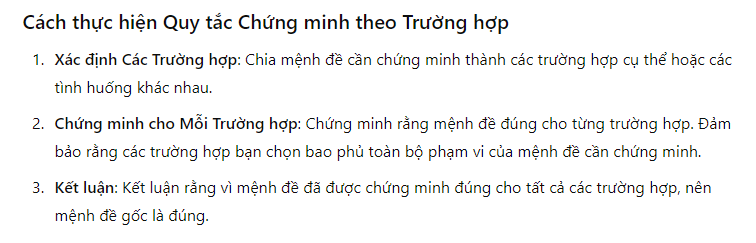 Cách thực hiện Quy tắc Chứng minh theo Trường hợp
1. Xác định Các Trường hợp: Chia mệnh đề cần chứng minh thành các trường hợp cụ thể hoặc các
tình huống khác nhau.
2. Chứng minh cho Mỗi Trường hợp: Chứng minh rằng mệnh đề đúng cho từng trường hợp. Đảm
bảo rằng các trường hợp bạn chọn bao phủ toàn bộ phạm vi của mệnh đề cần chứng minh.
3. Kết luận: Kết luận rằng vì mệnh đề đã được chứng minh đúng cho tất cả các trường hợp, nên
mệnh đề gốc là đúng.